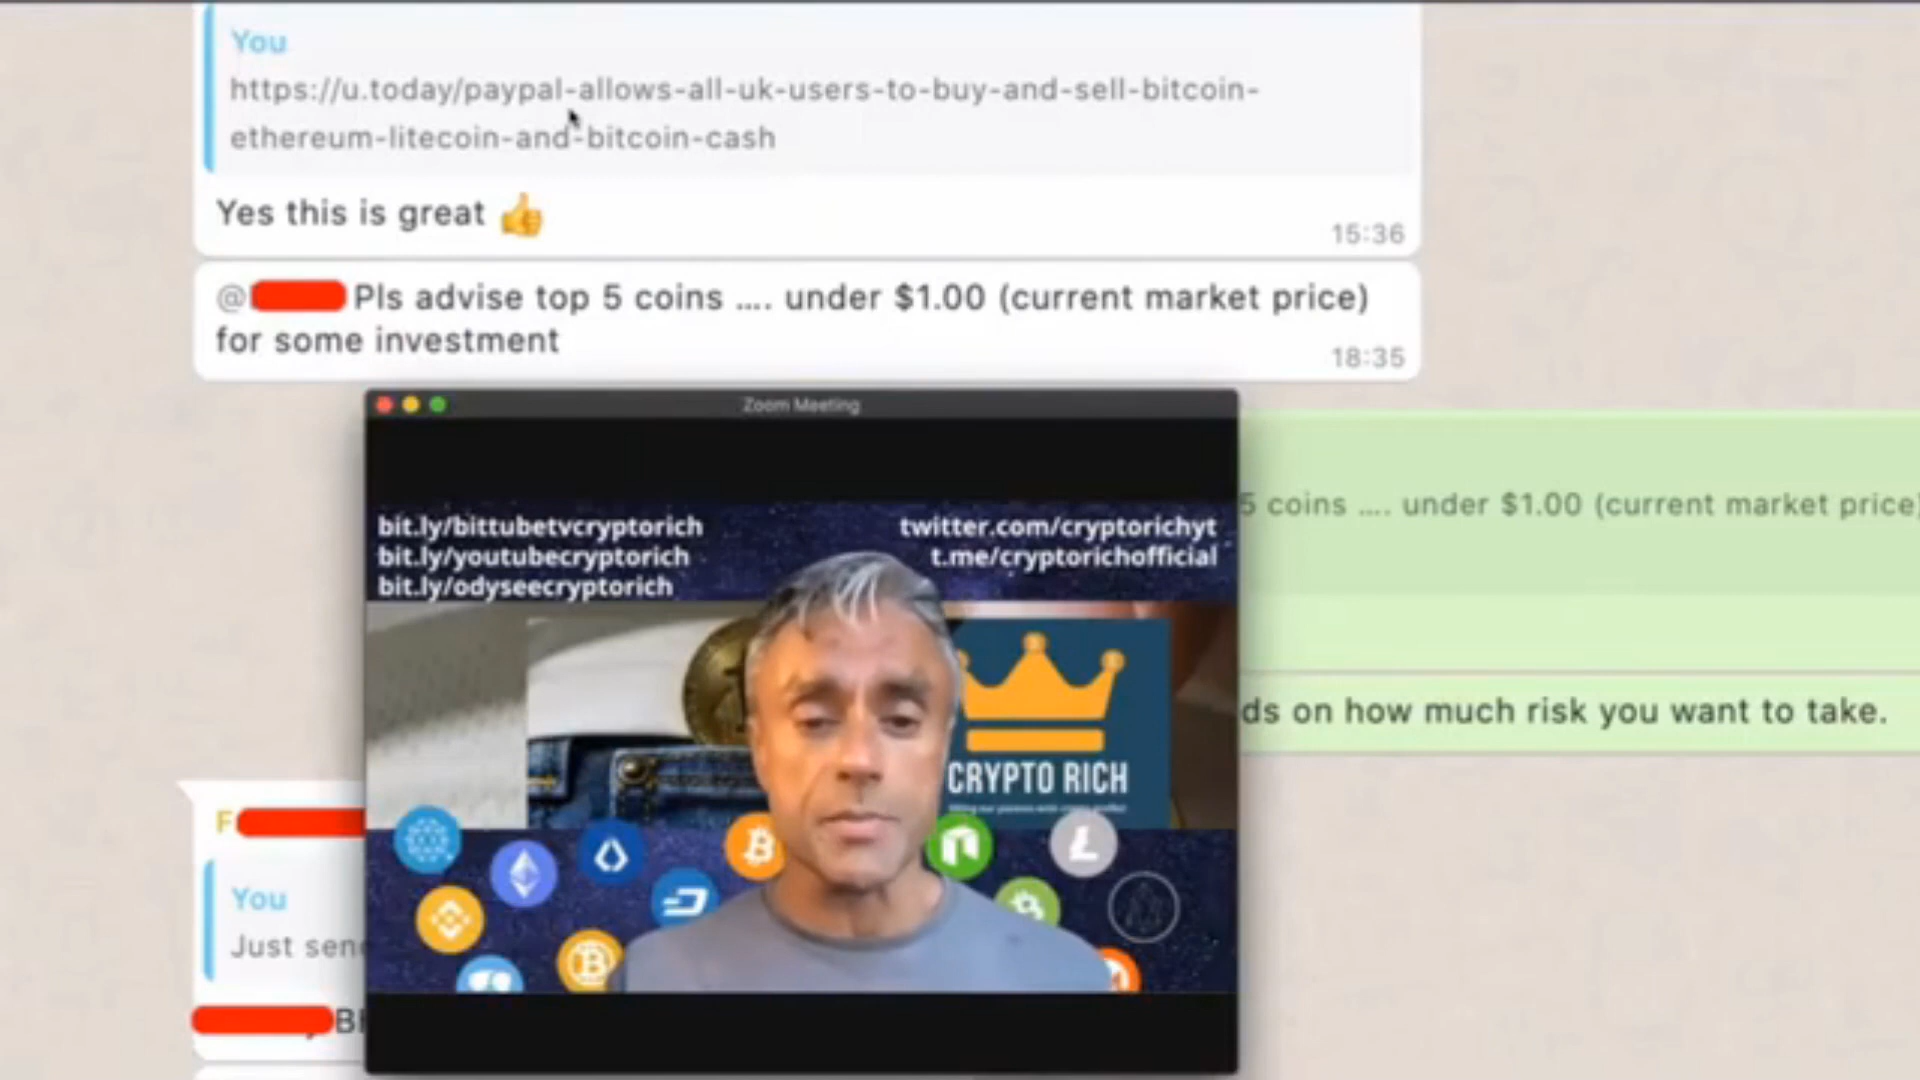 You
https://u.today/paypal-allows-all-uk-users-to-buy-and-sell-bitcoin-
ethereum-litecoin-and-bitcoin-cash
Yes this is great 👍
15:36
@ Pls advise top 5 coins .... under $1.00 (current market price)
for some investment
18:35
Zoom Meeting
bit.ly/bittubetvcryptorich
bit.ly/youtubecryptorich
bit.ly/odyseecryptorich
twitter.com/cryptorichyt
t.me/cryptorichofficial
CRYPTO RICH
5 coins .... under $1.00 (current market price)
ds on how much risk you want to take.
F
You
Just sen